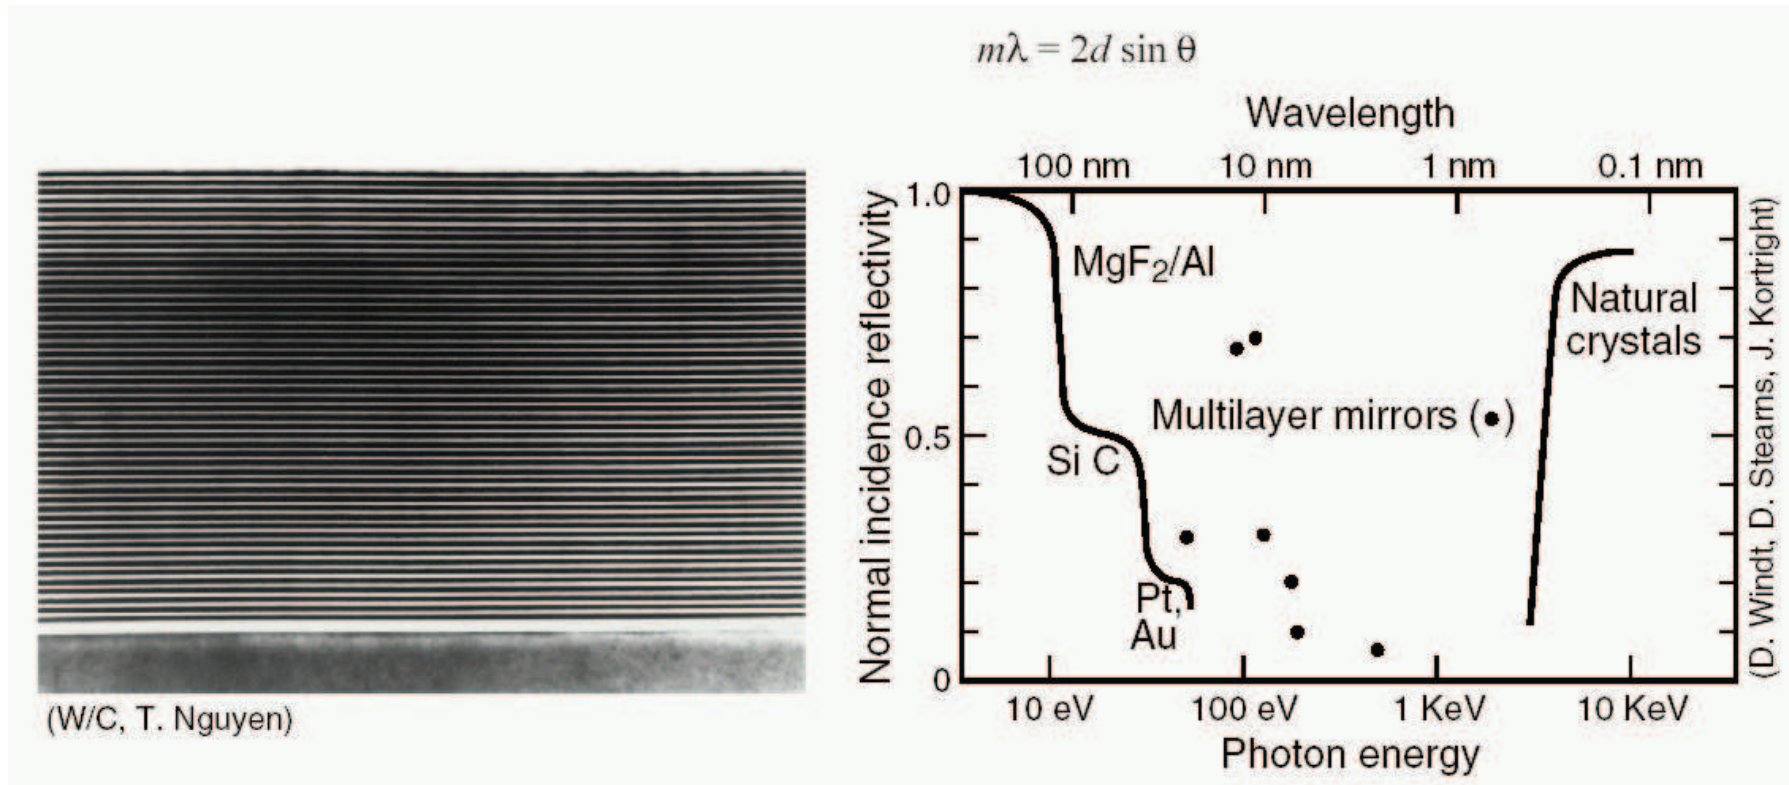 mλ = 2d sin θ
Wavelength
100 nm 10 nm 1 nm 0.1 nm
1.0
0.5
0
Normal incidence reflectivity
MgF₂/Al
Si C
Pt,
Au
Multilayer mirrors (•)
Natural
crystals
10 eV 100 eV 1 KeV 10 KeV
Photon energy
(D. Windt, D. Stearns, J. Kortright)
(W/C, T. Nguyen)